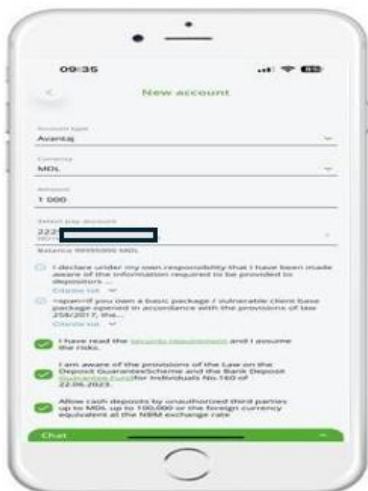 09:35
New account
Account type
Avantaj
Currency
MDL
Amount
1 000
Select pay account
222
Balance 99995000 MDL
I declare under my own responsibility that I have been made
aware of the information required to be provided to
depositors ...
Citeste tot
<span>If you own a basic package / vulnerable client base
package opened in accordance with the provisions of law
258/2017, the...
Citeste tot
I have read the security requirement and I assume
the risks.
I am aware of the provisions of the Law on the
Deposit GuaranteeScheme and the Bank Deposit
Guarantee Fundfor Individuals No.160 of
22.06.2023.
Allow cash deposits by unauthorized third parties
up to MDL up to 100,000 or the foreign currency
equivalent at the NBM exchange rate
Chat